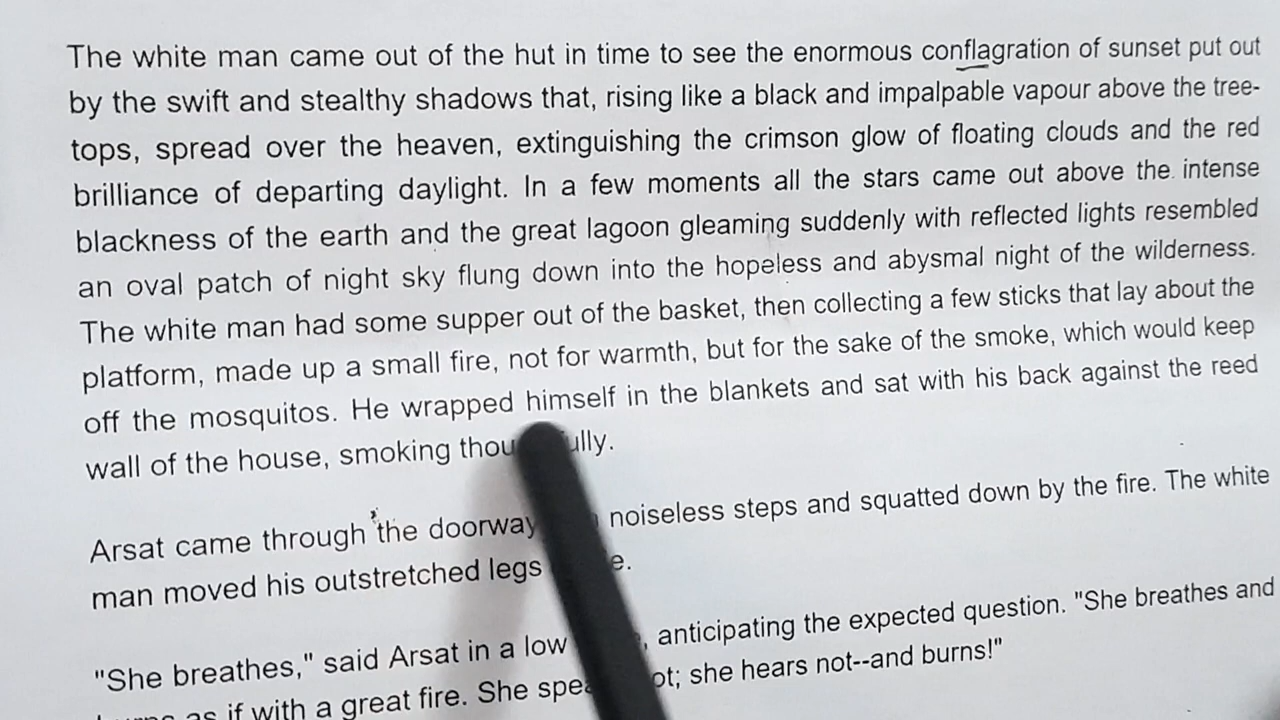 The white man came out of the hut in time to see the enormous conflagration of sunset put out
by the swift and stealthy shadows that, rising like a black and impalpable vapour above the tree-
tops, spread over the heaven, extinguishing the crimson glow of floating clouds and the red
brilliance of departing daylight. In a few moments all the stars came out above the intense
blackness of the earth and the great lagoon gleaming suddenly with reflected lights resembled
an oval patch of night sky flung down into the hopeless and abysmal night of the wilderness.
The white man had some supper out of the basket, then collecting a few sticks that lay about the
platform, made up a small fire, not for warmth, but for the sake of the smoke, which would keep
off the mosquitos. He wrapped himself in the blankets and sat with his back against the reed
wall of the house, smoking
Arsat came through the doorway noiseless steps and squatted down by the fire. The white
man moved his outstretched legs
"She breathes," said Arsat in a low anticipating the expected question. "She breathes and
as if with a great fire. She she hears not--and burns!"